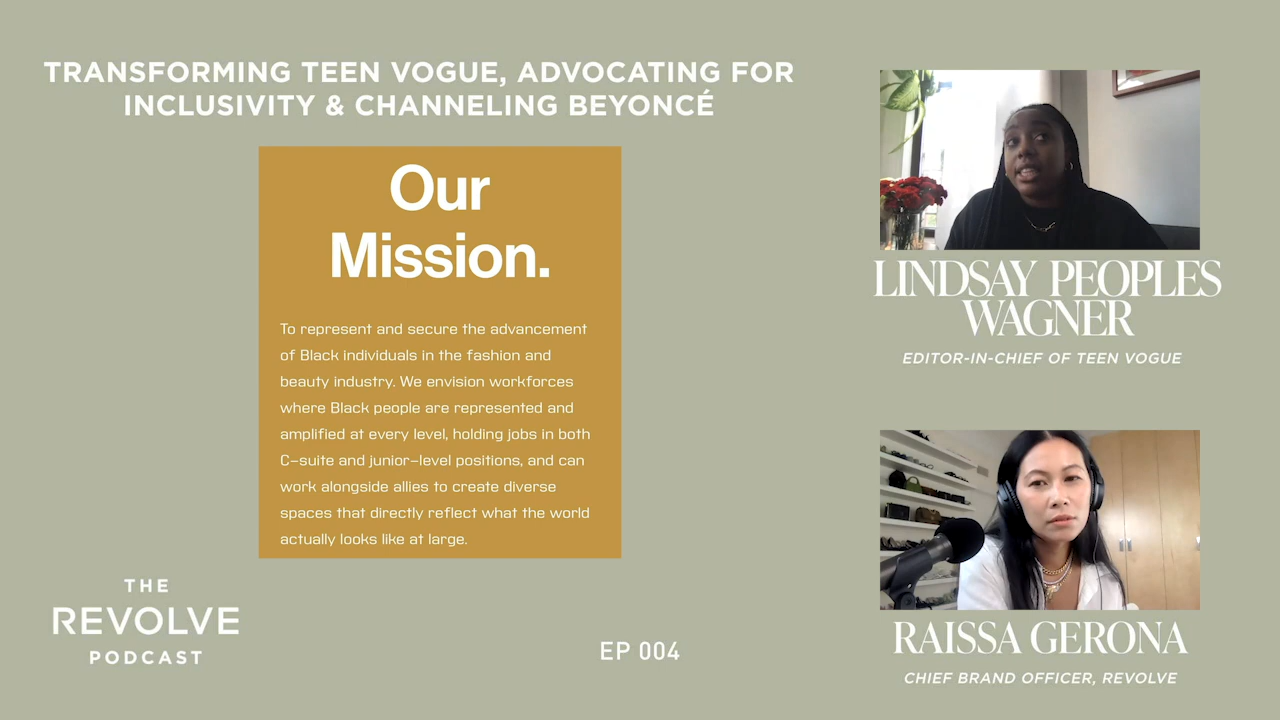 TRANSFORMING TEEN VOGUE, ADVOCATING FOR
INCLUSIVITY & CHANNELING BEYONCÉ
Our
Mission.
To represent and secure the advancement
of Black individuals in the fashion and
beauty industry. We envision workforces
where Black people are represented and
amplified at every level, holding jobs in both
C–suite and junior–level positions, and can
work alongside allies to create diverse
spaces that directly reflect what the world
actually looks like at large.
THE
REVOLVE
PODCAST
EP 004
LINDSAY PEOPLES
WAGNER
EDITOR-IN-CHIEF OF TEEN VOGUE
RAISSA GERONA
CHIEF BRAND OFFICER, REVOLVE